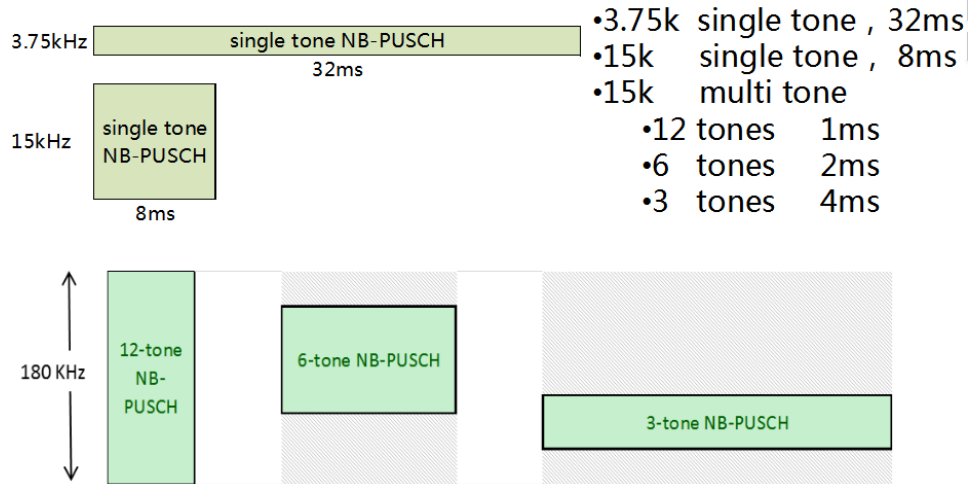 3.75kHz
single tone NB-PUSCH
32ms
15kHz
single tone
NB-PUSCH
8ms
•3.75k single tone , 32ms
•15k single tone , 8ms
•15k multi tone
•12 tones 1ms
•6 tones 2ms
•3 tones 4ms
180 KHz
12-tone
NB-
PUSCH
6-tone NB-PUSCH
3-tone NB-PUSCH